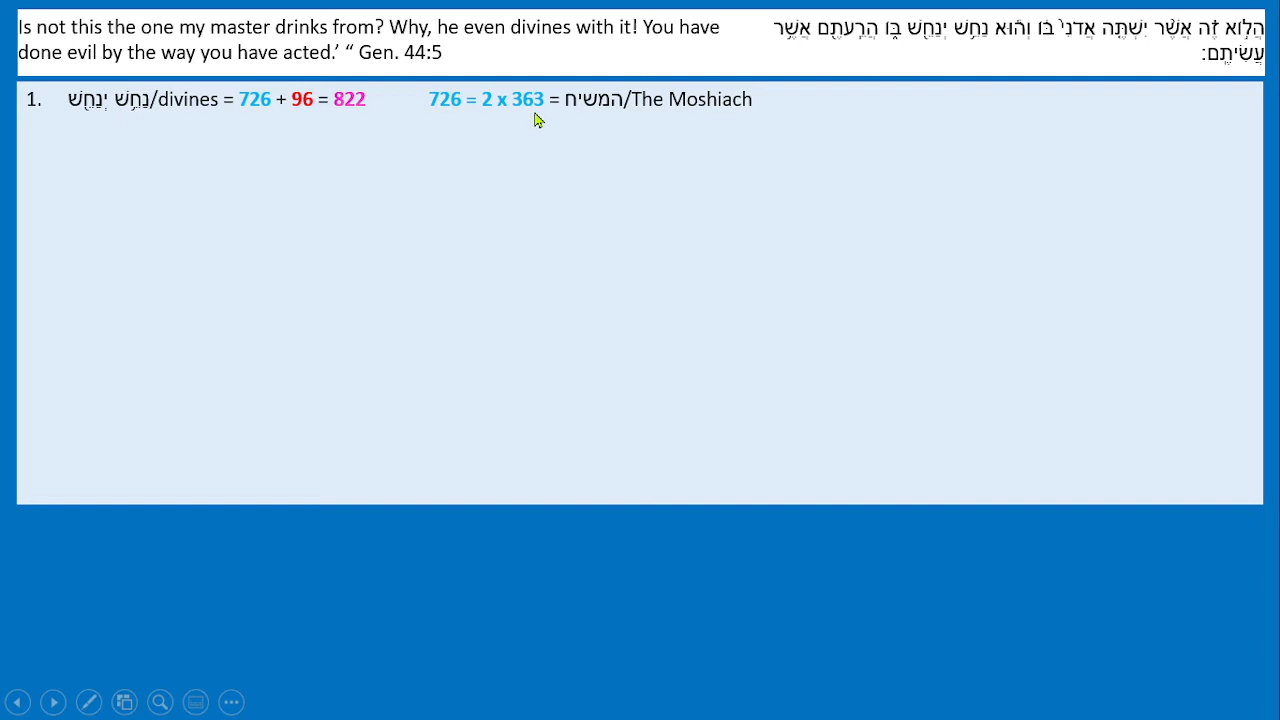 Is not this the one my master drinks from? Why, he even divines with it! You have
done evil by the way you have acted.’ “ Gen. 44:5
הֲל֣וֹא זֶ֗ה אֲשֶׁ֨ר יִשְׁתֶּ֤ה אֲדֹנִי֙ בּ֔וֹ וְה֕וּא נַחֵ֥שׁ יְנַחֵ֖שׁ בּ֑וֹ הֲרֵעֹתֶ֖ם אֲשֶׁ֥ר
עֲשִׂיתֶֽם׃
1. נַחֵ֥שׁ יְנַחֵ֖שׁ/divines = 726 + 96 = 822 726 = 2 x 363 = המשיח/The Moshiach